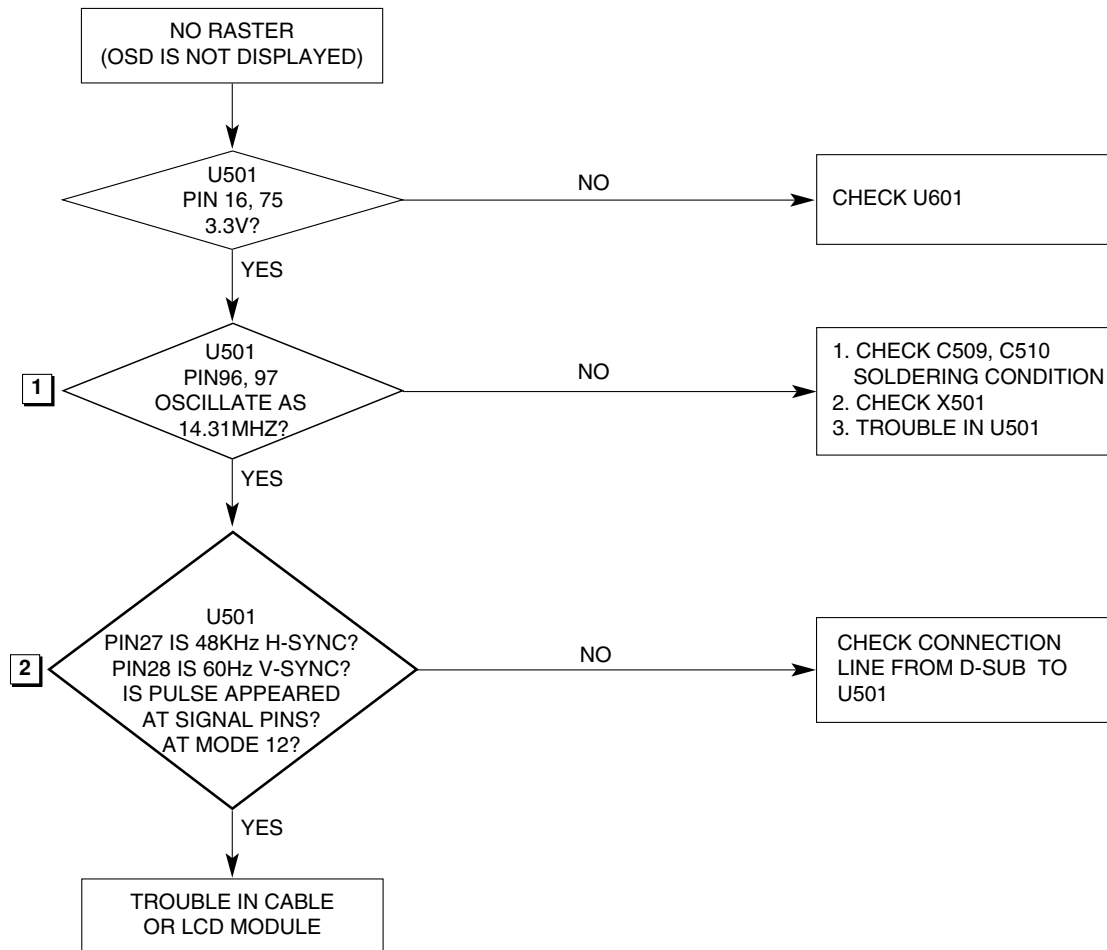 NO RASTER
(OSD IS NOT DISPLAYED)
U501
PIN 16, 75
3.3V?
NO
CHECK U601
YES
1
U501
PIN96, 97
OSCILLATE AS
14.31MHZ?
NO
1. CHECK C509, C510
SOLDERING CONDITION
2. CHECK X501
3. TROUBLE IN U501
YES
2
U501
PIN27 IS 48KHz H-SYNC?
PIN28 IS 60Hz V-SYNC?
IS PULSE APPEARED
AT SIGNAL PINS?
AT MODE 12?
NO
CHECK CONNECTION
LINE FROM D-SUB TO
U501
YES
TROUBLE IN CABLE
OR LCD MODULE